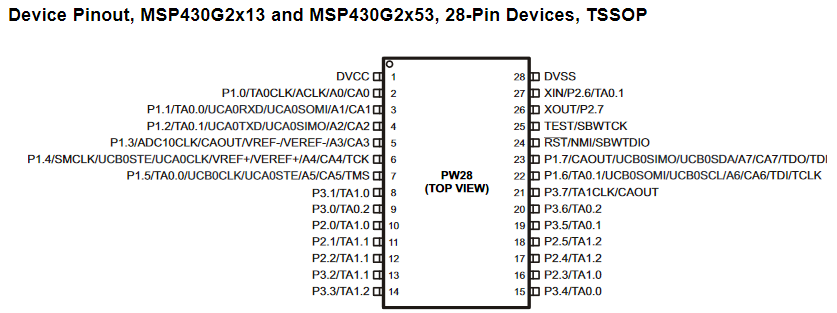 Device Pinout, MSP430G2x13 and MSP430G2x53, 28-Pin Devices, TSSOP
DVCC 1 28 DVSS
P1.0/TA0CLK/ACLK/A0/CA0 2 27 XIN/P2.6/TA0.1
P1.1/TA0.0/UCA0RXD/UCA0SOMI/A1/CA1 3 26 XOUT/P2.7
P1.2/TA0.1/UCA0TXD/UCA0SIMO/A2/CA2 4 25 TEST/SBWTCK
P1.3/ADC10CLK/CAOUT/VREF-/VEREF-/A3/CA3 5 24 RST/NMI/SBWTDIO
P1.4/SMCLK/UCB0STE/UCA0CLK/VREF+/VEREF+/A4/CA4/TCK 6 23 P1.7/CAOUT/UCB0SIMO/UCB0SDA/A7/CA7/TDO/TDI
P1.5/TA0.0/UCB0CLK/UCA0STE/A5/CA5/TMS 7 PW28 22 P1.6/TA0.1/UCB0SOMI/UCB0SCL/A6/CA6/TDI/TCLK
P3.1/TA1.0 8 (TOP VIEW) 21 P3.7/TA1CLK/CAOUT
P3.0/TA0.2 9 20 P3.6/TA0.2
P2.0/TA1.0 10 19 P3.5/TA0.1
P2.1/TA1.1 11 18 P2.5/TA1.2
P2.2/TA1.1 12 17 P2.4/TA1.2
P3.2/TA1.1 13 16 P2.3/TA1.0
P3.3/TA1.2 14 15 P3.4/TA0.0